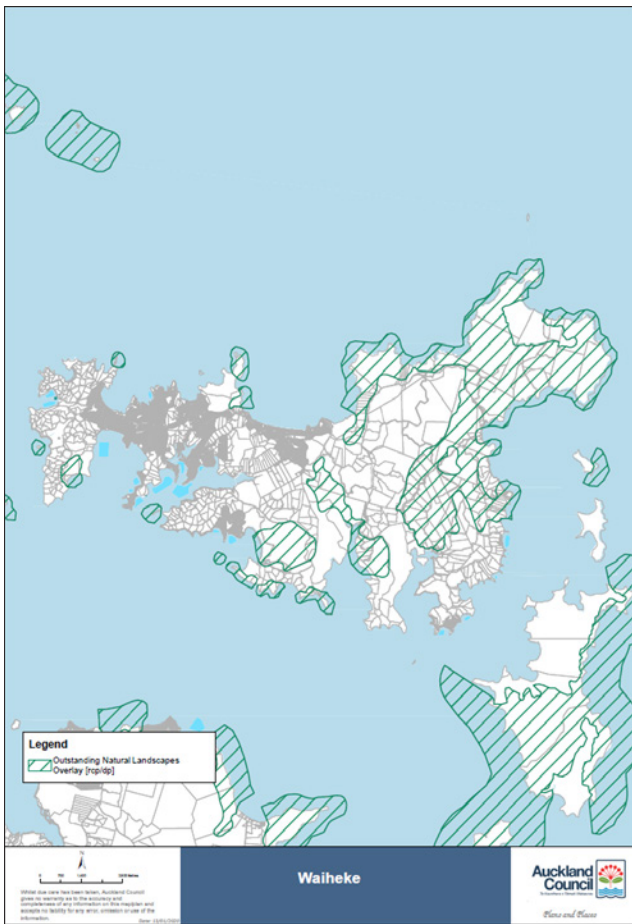 Legend
Outstanding Natural Landscapes
Overlay [rcp/dp]
Whilst due care has been taken, Auckland Council
gives no warranty as to the accuracy and
completeness of any information on this map/plan and
accepts no liability for any error, omission or use of the
information.
Waiheke
Auckland
Council
Plans and Places